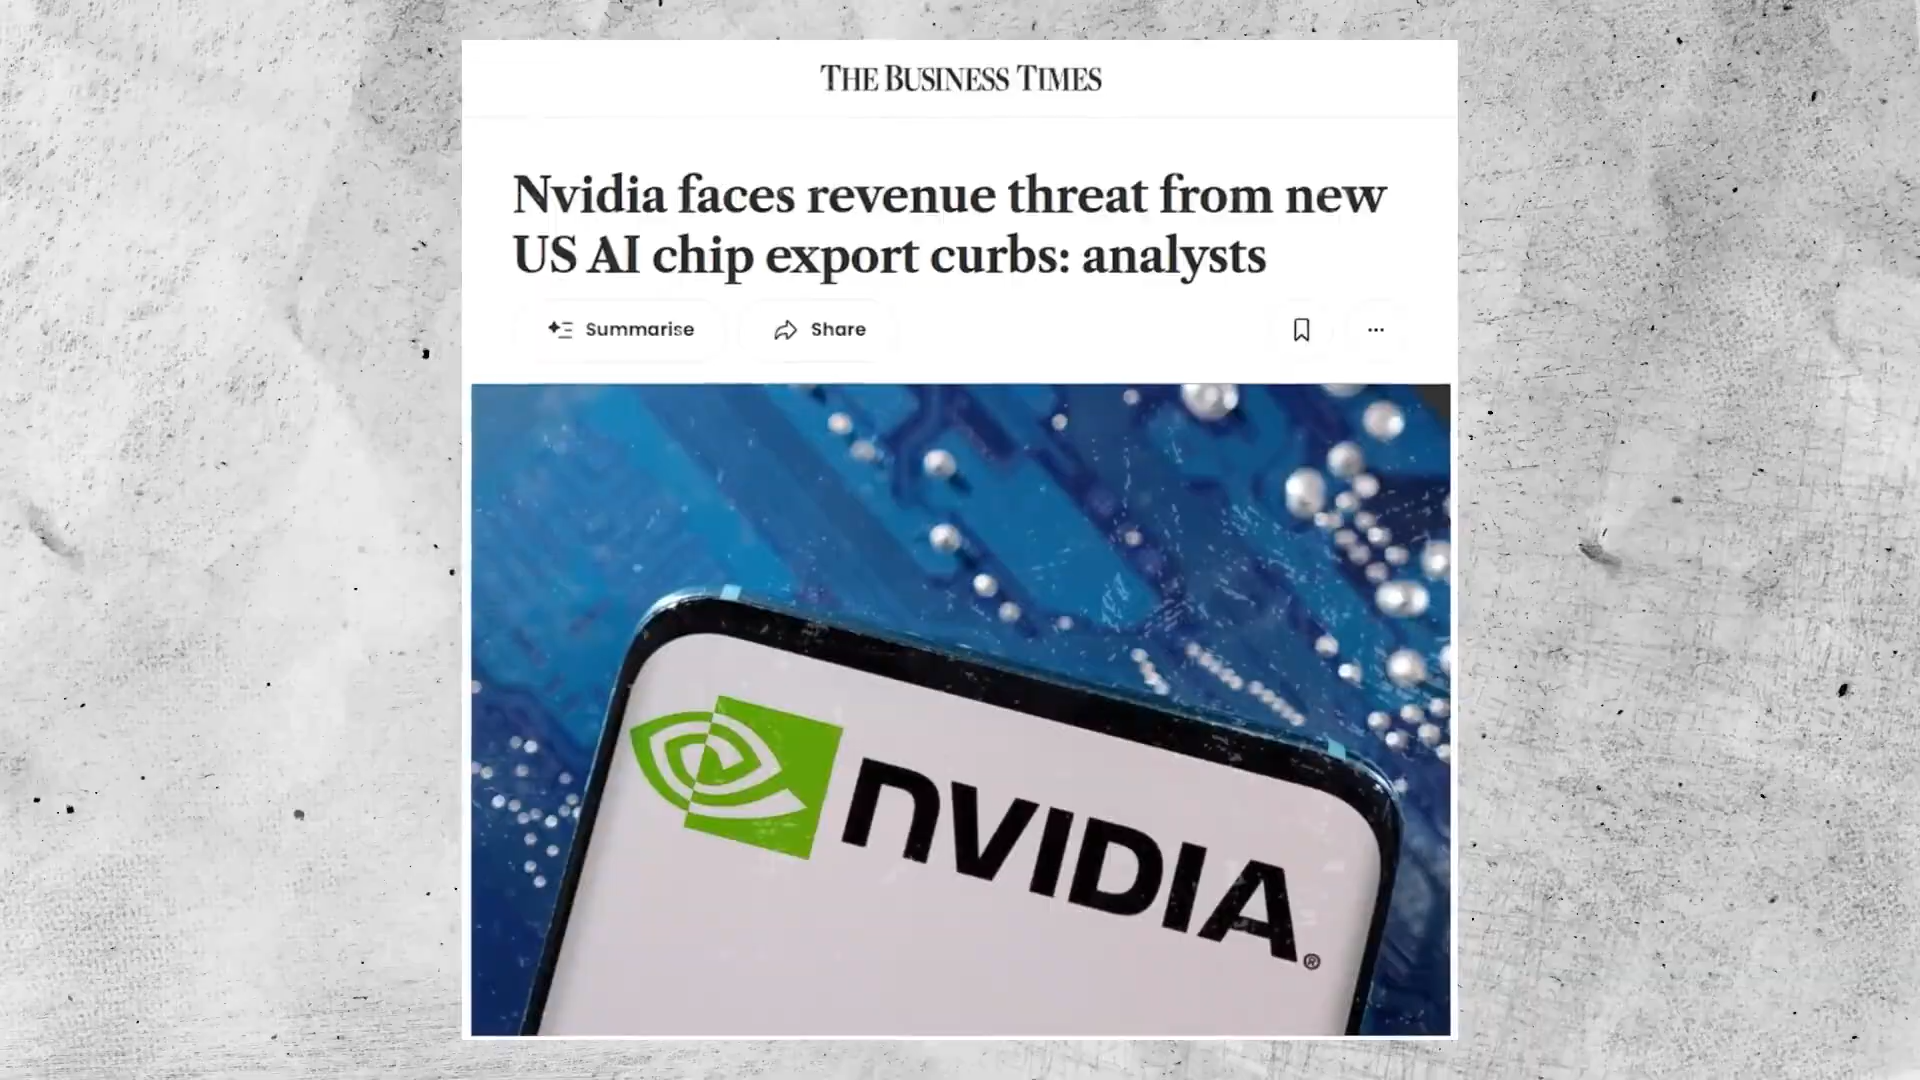 THE BUSINESS TIMES
Nvidia faces revenue threat from new
US AI chip export curbs: analysts
Summarise
Share
NVIDIA®